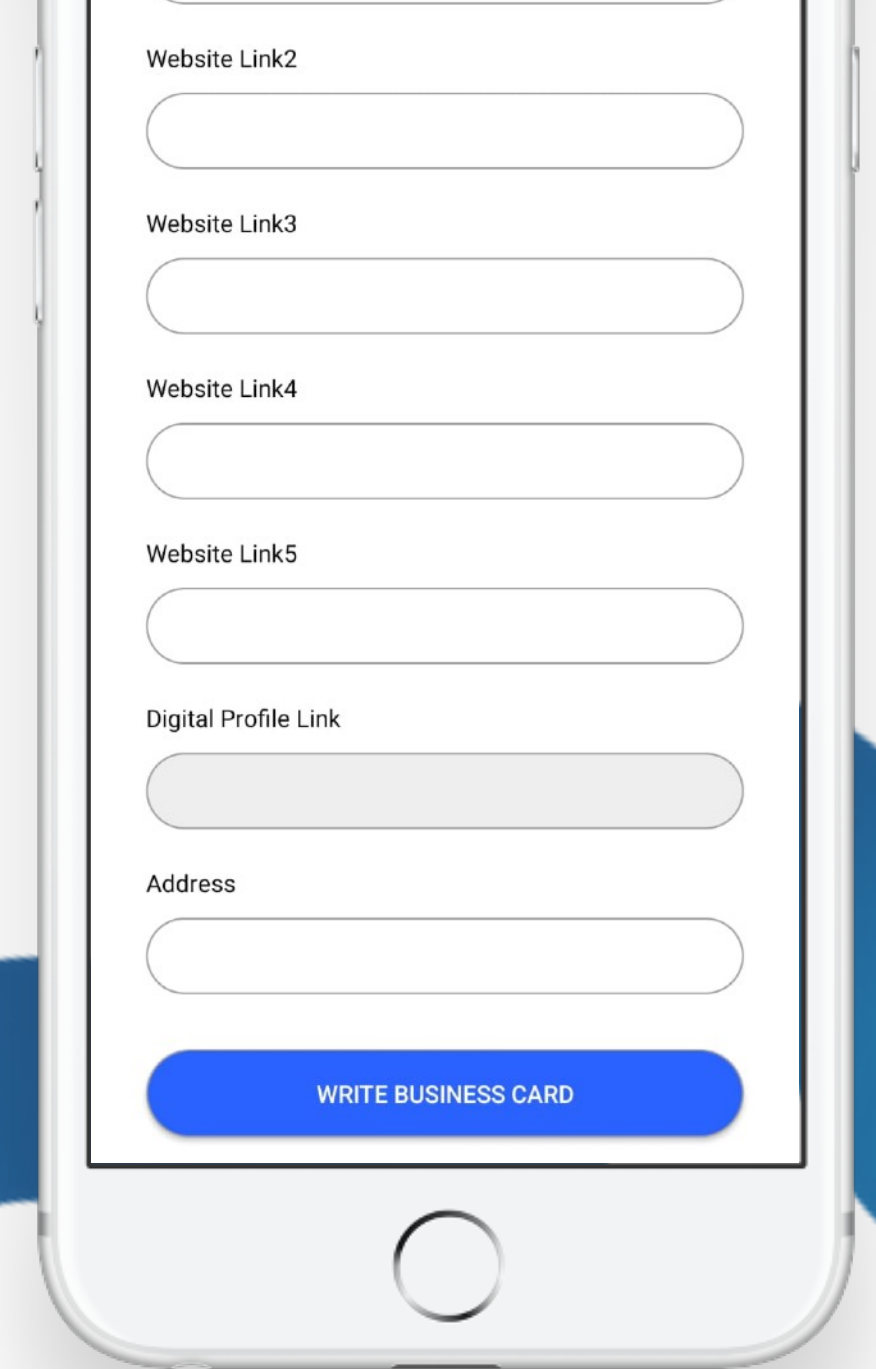 Website Link2
Website Link3
Website Link4
Website Link5
Digital Profile Link
Address
WRITE BUSINESS CARD